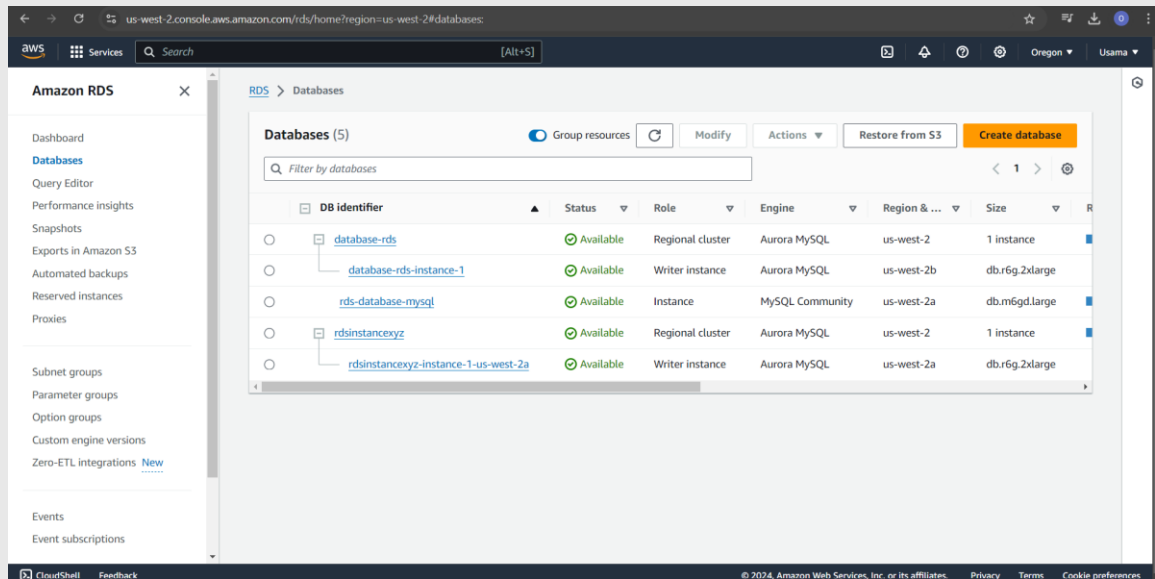 us-west-2.console.aws.amazon.com/rds/home?region=us-west-2#databases:
aws Services Search [Alt+S] Oregon Usama
Amazon RDS
Dashboard
Databases
Query Editor
Performance insights
Snapshots
Exports in Amazon S3
Automated backups
Reserved instances
Proxies
Subnet groups
Parameter groups
Option groups
Custom engine versions
Zero-ETL integrations New
Events
Event subscriptions
RDS > Databases
Databases (5) Group resources Modify Actions Restore from S3 Create database
Filter by databases 1
DB identifier Status Role Engine Region & ... Size R
database-rds Available Regional cluster Aurora MySQL us-west-2 1 instance
database-rds-instance-1 Available Writer instance Aurora MySQL us-west-2b db.r6g.2xlarge
rds-database-mysql Available Instance MySQL Community us-west-2a db.m6gd.large
rdsinstancexyz Available Regional cluster Aurora MySQL us-west-2 1 instance
rdsinstancexyz-instance-1-us-west-2a Available Writer instance Aurora MySQL us-west-2a db.r6g.2xlarge
CloudShell Feedback © 2024, Amazon Web Services, Inc. or its affiliates. Privacy Terms Cookie preferences